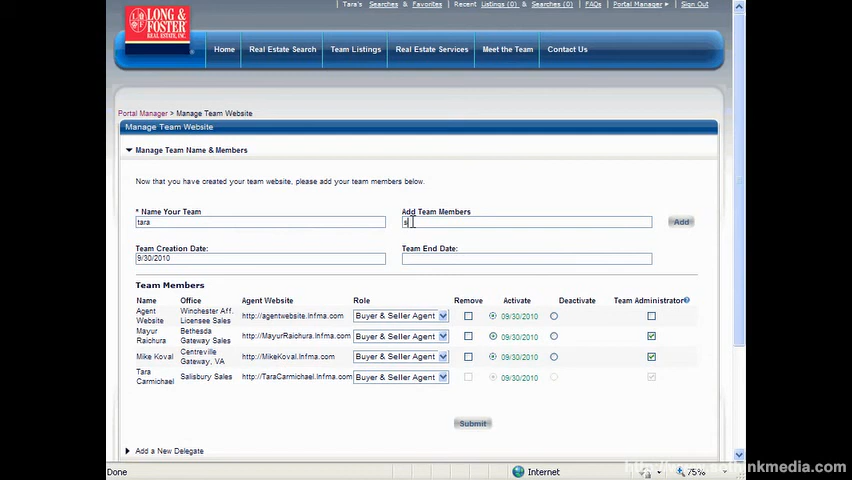 Tara's Searches & Favorites | Recent Listings (0) & Searches (0) | FAQs | Portal Manager | Sign Out
LONG &
FOSTER
REAL ESTATE, INC.
Home Real Estate Search Team Listings Real Estate Services Meet the Team Contact Us
Portal Manager > Manage Team Website
Manage Team Website
Manage Team Name & Members
Now that you have created your team website, please add your team members below.
* Name Your Team Add Team Members
tara s Add
Team Creation Date: Team End Date:
9/30/2010
Team Members
Name Office Agent Website Role Remove Activate Deactivate Team Administrator
Agent Website Winchester Aff. Licensee Sales http://agentwebsite.lnfma.com Buyer & Seller Agent 09/30/2010
Mayur Raichura Bethesda Gateway Sales http://MayurRaichura.lnfma.com Buyer & Seller Agent 09/30/2010
Mike Koval Centreville Gateway, VA http://MikeKoval.lnfma.com Buyer & Seller Agent 09/30/2010
Tara Carmichael Salisbury Sales http://TaraCarmichael.lnfma.com Buyer & Seller Agent 09/30/2010
Submit
Add a New Delegate
Done Internet 75%